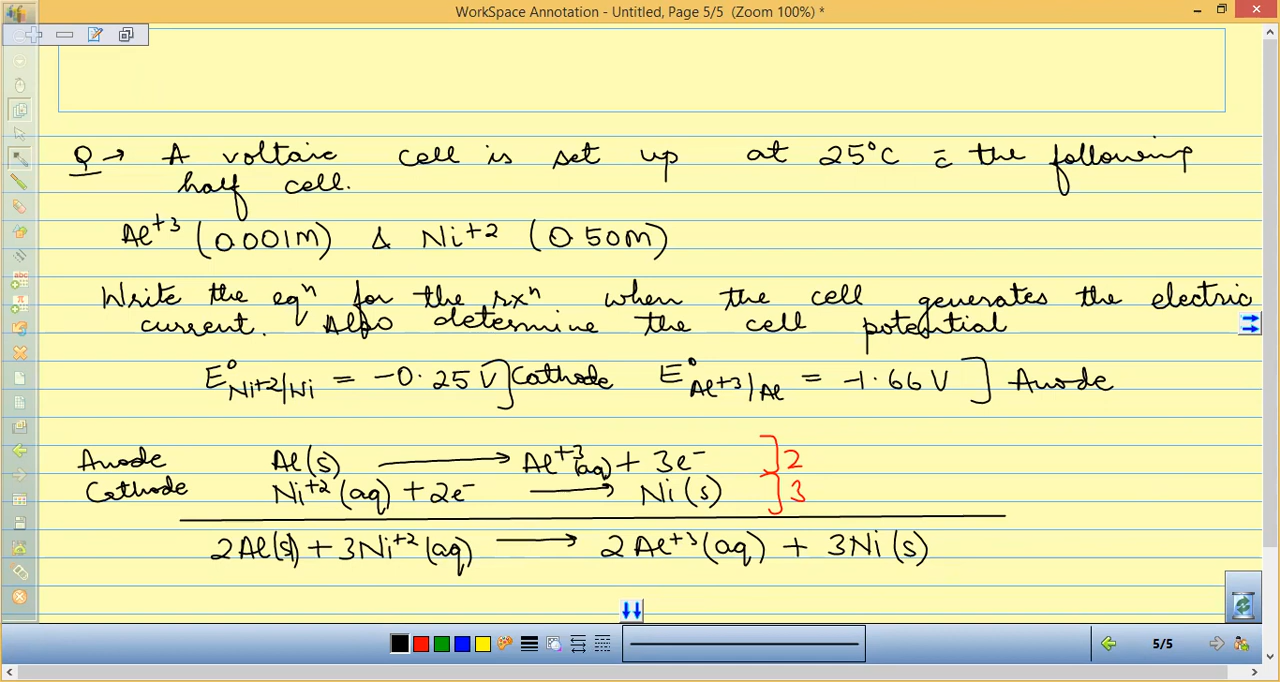 WorkSpace Annotation - Untitled, Page 5/5 (Zoom 100%) *
Q → A voltaic cell is set up at 25°C c̄ the following
half cell.
Al⁺³ (0.001M) & Ni⁺² (0.50M)
Write the eqⁿ for the rxⁿ when the cell generates the electric
current. Also determine the cell potential
E°Ni+2/Ni = -0.25 V] Cathode E°Al+3/Al = -1.66 V] Anode
Anode Al(s) → Al⁺³(aq) + 3e⁻ }2
Cathode Ni⁺²(aq) + 2e⁻ → Ni(s) }3
2Al(s) + 3Ni⁺²(aq) → 2Al⁺³(aq) + 3Ni(s)
5/5